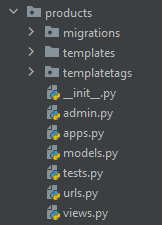 products
migrations
templates
templatetags
__init__.py
admin.py
apps.py
models.py
tests.py
urls.py
views.py